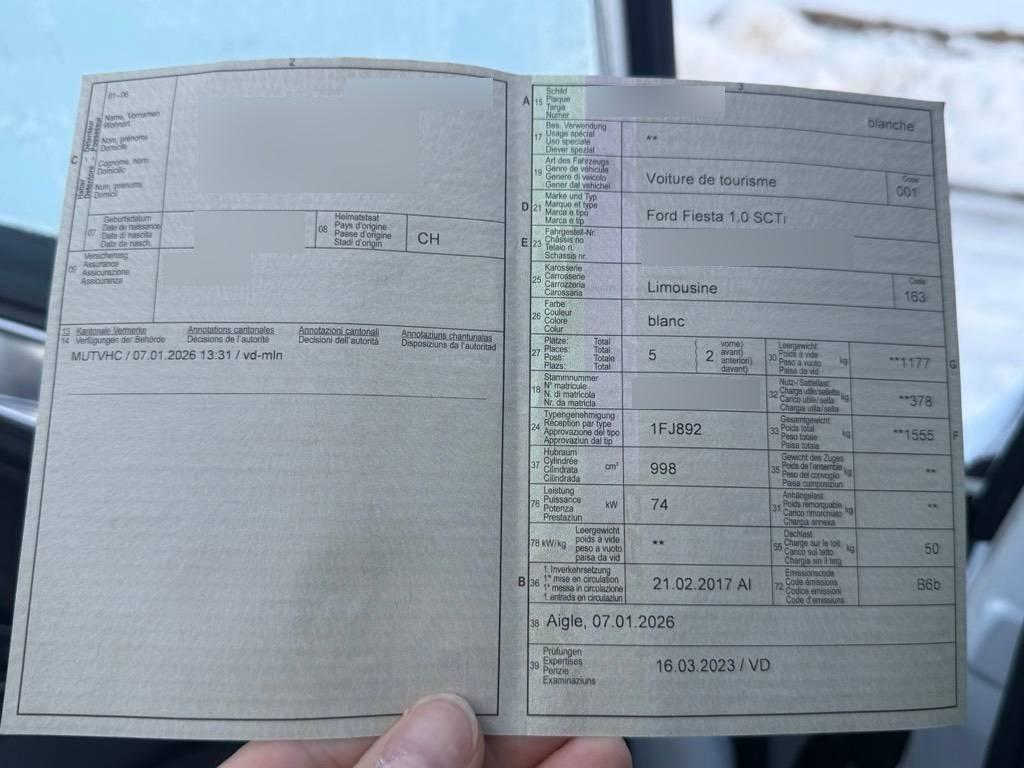 2
01-06
Name, Vornamen
Wohnort
Nom, prénoms
Domicile
Cognome, nomi
Domicilio
Num, prenums
Domicil
C
Halter
Détenteur
07
Geburtsdatum
Date de naissance
Data di nascita
Data da nasch.
08
Heimatstaat
Pays d'origine
Paese d'origine
Stadi d'origin
CH
09
Versicherung
Assurance
Assicurazione
Assicuranza
13 Kantonale Vermerke
14 Verfügungen der Behörde
Annotations cantonales
Décisions de l'autorité
Annotazioni cantonali
Decisioni dell'autorità
Annotaziuns chantunalas
Disposiziuns da l'autoritad
MUTVHC / 07.01.2026 13:31 / vd-mln
3
A 15
Schild
Plaque
Targa
Numer
blanche
17
Bes. Verwendung
Usage spécial
Uso speciale
Diever spezial
**
19
Art des Fahrzeugs
Genre de véhicule
Genere di veicolo
Gener dal vehichel
Voiture de tourisme
Code
001
D 21
Marke und Typ
Marque et type
Marca e tipo
Marca e tip
Ford Fiesta 1.0 SCTi
E 23
Fahrgestell-Nr.
Châssis no
Telaio n.
Schassis nr.
25
Karosserie
Carrosserie
Carrozzeria
Carossaria
Limousine
Code
163
26
Farbe
Couleur
Colore
Colur
blanc
27
Plätze: Total
Places: Total
Posti: Totale
Plazs: Total
5
2
vorne)
avant)
anteriori)
davant)
30
Leergewicht
Poids à vide
Peso a vuoto
Paisa da vid
kg
**1177
G
18
Stammnummer
N° matricule
N. di matricola
Nr. da matricla
32
Nutz-/Sattellast
Charge utile/sellette
Carico utile/sella
Chargia utila/sella
kg
**378
24
Typengenehmigung
Réception par type
Approvazione del tipo
Approvaziun dal tip
1FJ892
33
Gesamtgewicht
Poids total
Peso totale
Paisa totala
kg
**1555
F
37
Hubraum
Cylindrée
Cilindrata
Cilindrada
cm³
998
35
Gewicht des Zuges
Poids de l'ensemble
Peso del convoglio
Paisa cumposiziun
kg
**
76
Leistung
Puissance
Potenza
Prestaziun
kW
74
31
Anhängelast
Poids remorquable
Carico rimorchiato
Chargia annexa
kg
**
78 kW/kg
Leergewicht
poids à vide
peso a vuoto
paisa da vid
**
55
Dachlast
Charge sur le toit
Carico sul tetto
Chargia sin il tetg
kg
50
B 36
1. Inverkehrsetzung
1re mise en circulation
1a messa in circolazione
1. entrada en circulaziun
21.02.2017 AI
72
Emissionscode
Code émissions
Codice emissioni
Code d'emissiuns
B6b
38 Aigle, 07.01.2026
39
Prüfungen
Expertises
Perizie
Examinaziuns
16.03.2023 / VD